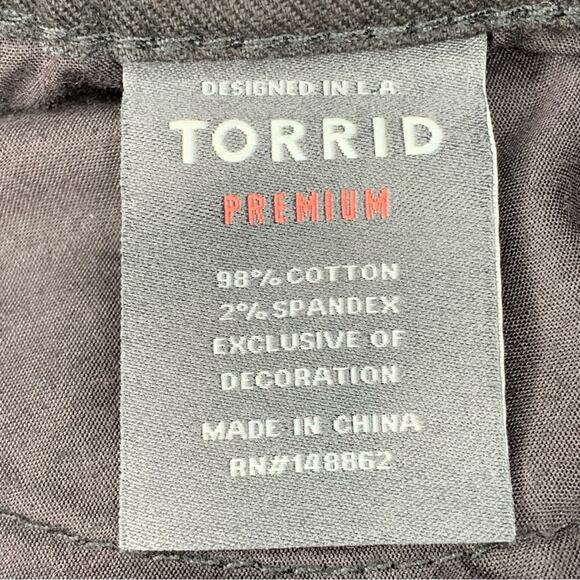 DESIGNED IN L.A.
TORRID
PREMIUM
98% COTTON
2% SPANDEX
EXCLUSIVE OF
DECORATION
MADE IN CHINA
RN#148862